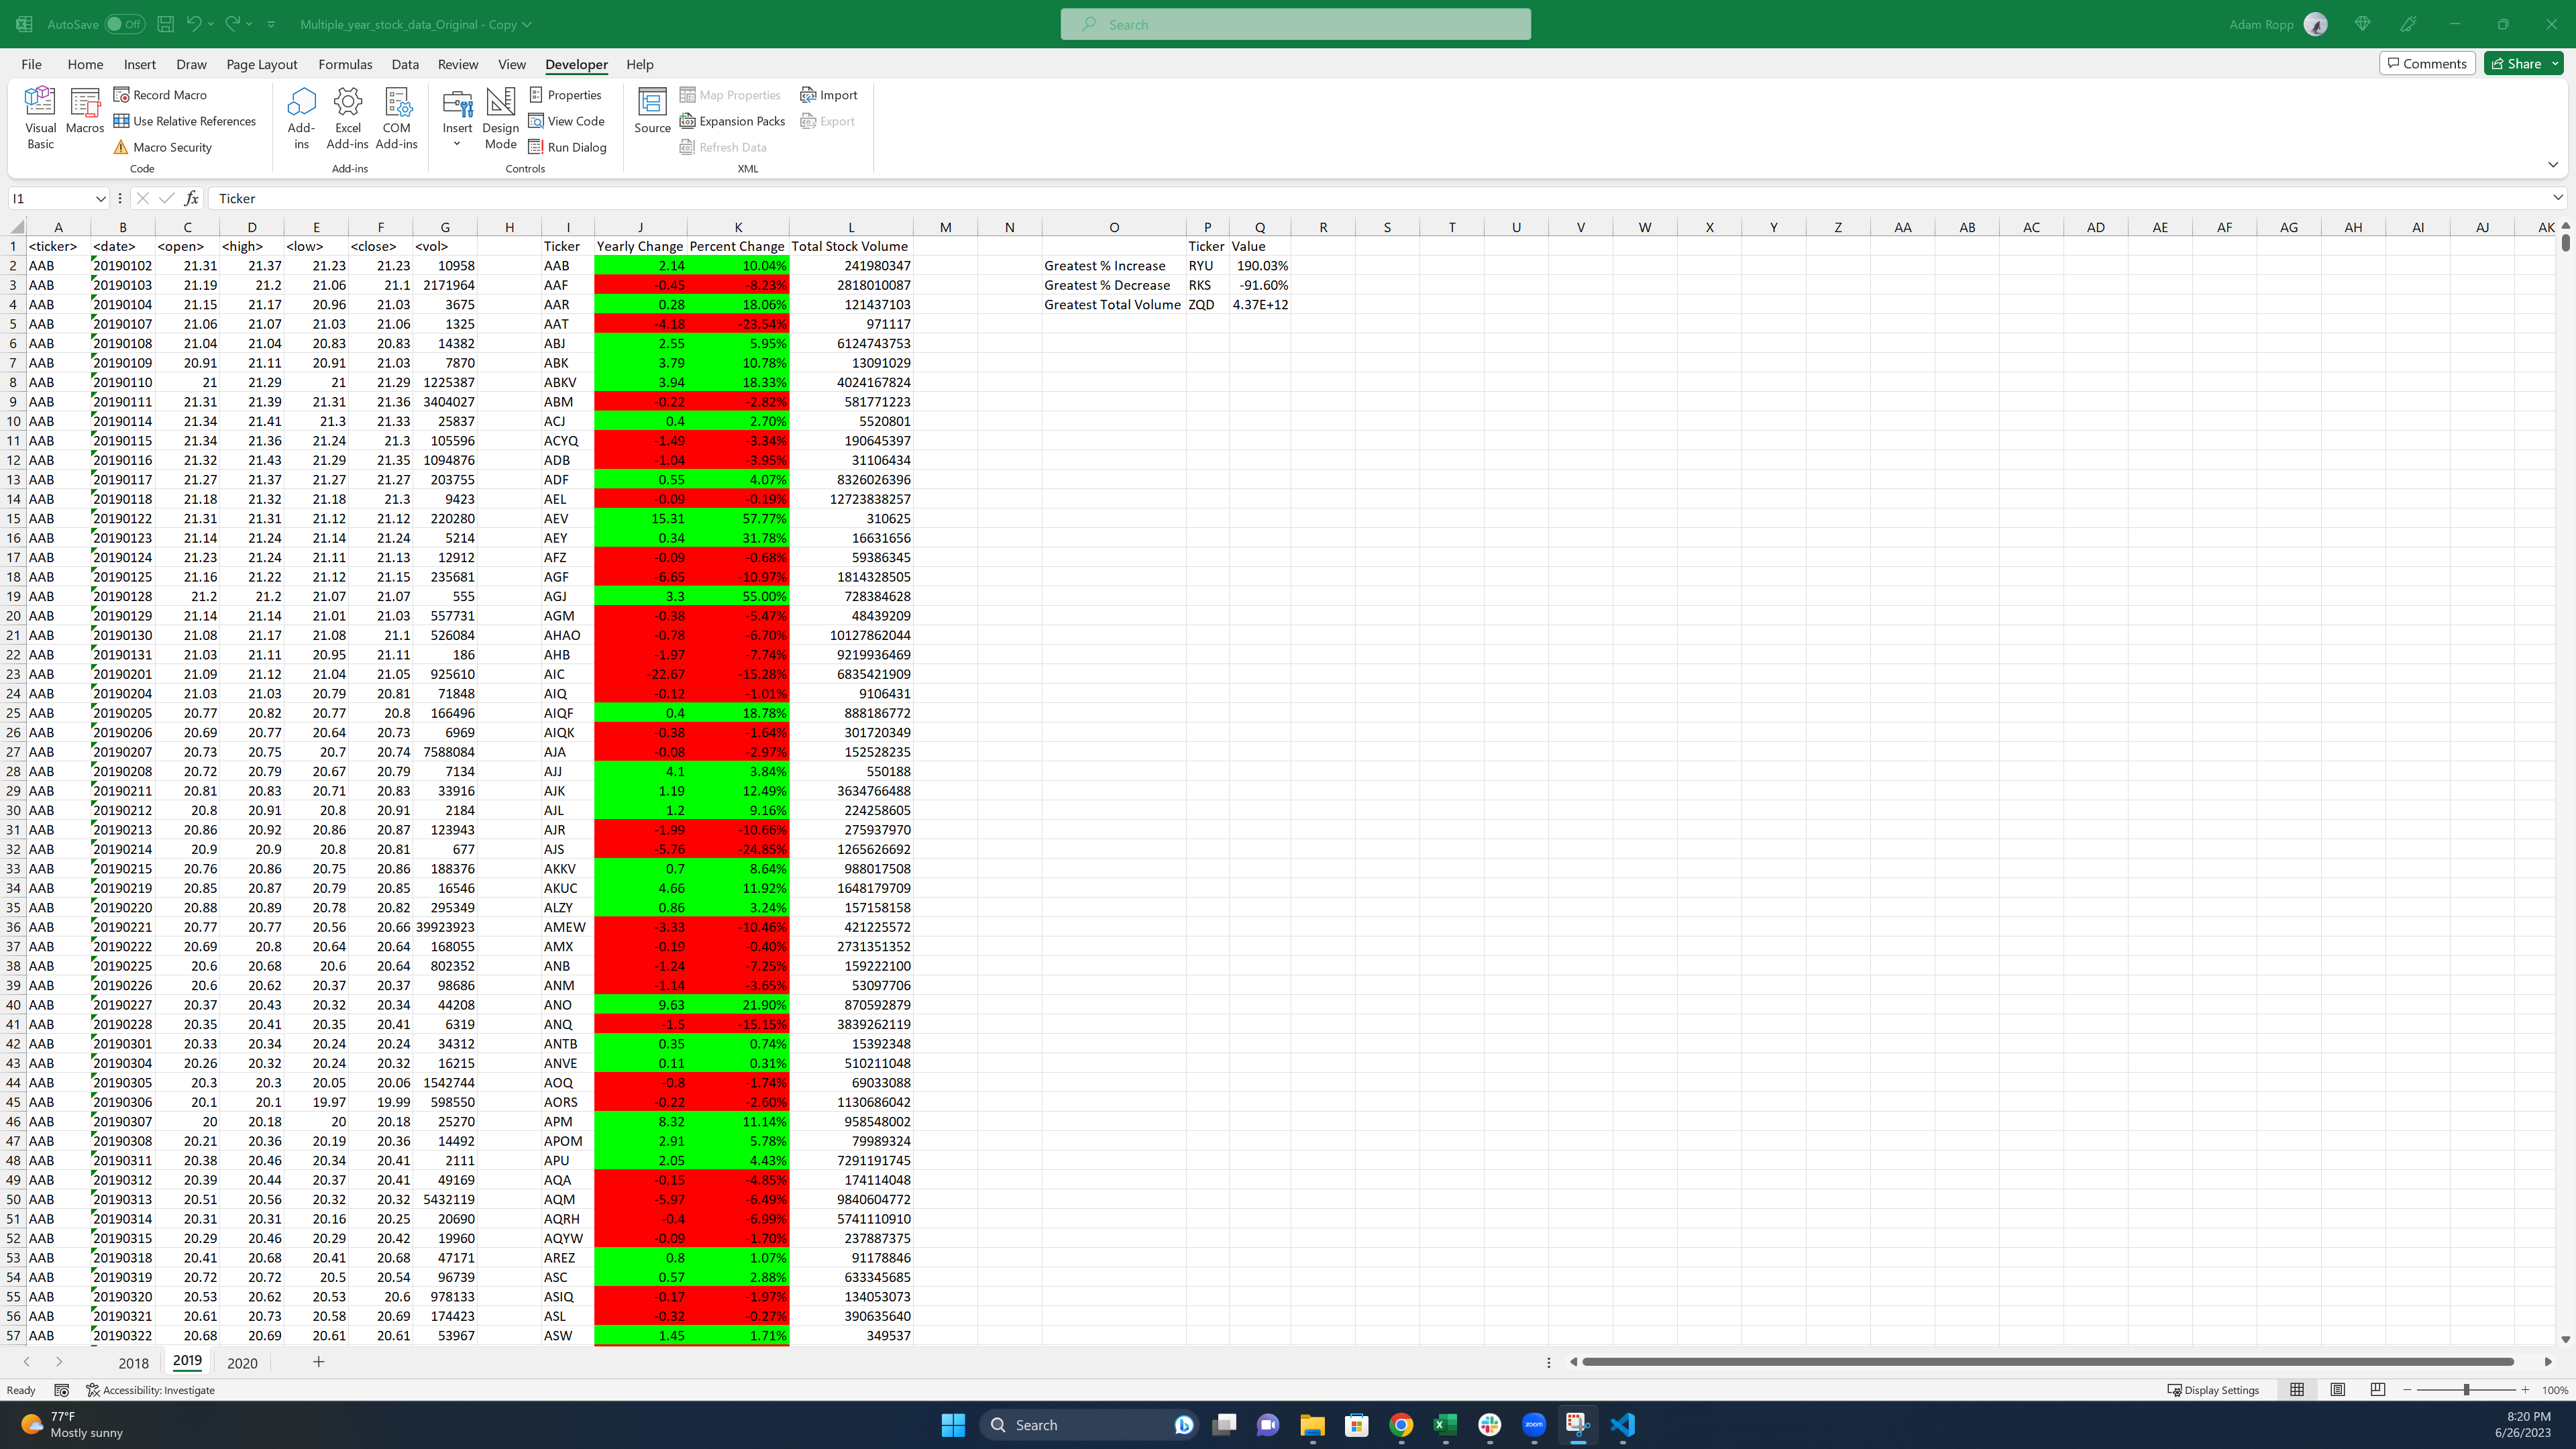 AutoSave Off Multiple_year_stock_data_Original - Copy Search Adam Ropp
File Home Insert Draw Page Layout Formulas Data Review View Developer Help Comments Share
Visual Basic Macros Record Macro Use Relative References Macro Security Code
Add-ins Excel Add-ins COM Add-ins Add-ins
Insert Design Mode Properties View Code Run Dialog Controls
Source Map Properties Expansion Packs Refresh Data Import Export XML
I1 fx Ticker
A B C D E F G H I J K L M N O P Q R S T U V W X Y Z AA AB AC AD AE AF AG AH AI AJ AK
1 <ticker> <date> <open> <high> <low> <close> <vol> Ticker Yearly Change Percent Change Total Stock Volume Ticker Value
2 AAB 20190102 21.31 21.37 21.23 21.23 10958 AAB 2.14 10.04% 241980347 Greatest % Increase RYU 190.03%
3 AAB 20190103 21.19 21.2 21.06 21.1 2171964 AAF -0.45 -8.23% 2818010087 Greatest % Decrease RKS -91.60%
4 AAB 20190104 21.15 21.17 20.96 21.03 3675 AAR 0.28 18.06% 121437103 Greatest Total Volume ZQD 4.37E+12
5 AAB 20190107 21.06 21.07 21.03 21.06 1325 AAT -4.18 -23.54% 971117
6 AAB 20190108 21.04 21.04 20.83 20.83 14382 ABJ 2.55 5.95% 6124743753
7 AAB 20190109 20.91 21.11 20.91 21.03 7870 ABK 3.79 10.78% 13091029
8 AAB 20190110 21 21.29 21 21.29 1225387 ABKV 3.94 18.33% 4024167824
9 AAB 20190111 21.31 21.39 21.31 21.36 3404027 ABM -0.22 -2.82% 581771223
10 AAB 20190114 21.34 21.41 21.3 21.33 25837 ACJ 0.4 2.70% 5520801
11 AAB 20190115 21.34 21.36 21.24 21.3 105596 ACYQ -1.49 -3.34% 190645397
12 AAB 20190116 21.32 21.43 21.29 21.35 1094876 ADB -1.04 -3.95% 31106434
13 AAB 20190117 21.27 21.37 21.27 21.27 203755 ADF 0.55 4.07% 8326026396
14 AAB 20190118 21.18 21.32 21.18 21.3 9423 AEL -0.09 -0.19% 12723838257
15 AAB 20190122 21.31 21.31 21.12 21.12 220280 AEV 15.31 57.77% 310625
16 AAB 20190123 21.14 21.24 21.14 21.24 5214 AEY 0.34 31.78% 16631656
17 AAB 20190124 21.23 21.24 21.11 21.13 12912 AFZ -0.09 -0.68% 59386345
18 AAB 20190125 21.16 21.22 21.12 21.15 235681 AGF -6.65 -10.97% 1814328505
19 AAB 20190128 21.2 21.2 21.07 21.07 555 AGJ 3.3 55.00% 728384628
20 AAB 20190129 21.14 21.14 21.01 21.03 557731 AGM -0.38 -5.47% 48439209
21 AAB 20190130 21.08 21.17 21.08 21.1 526084 AHAO -0.78 -6.70% 10127862044
22 AAB 20190131 21.03 21.11 20.95 21.11 186 AHB -1.97 -7.74% 9219936469
23 AAB 20190201 21.09 21.12 21.04 21.05 925610 AIC -22.67 -15.28% 6835421909
24 AAB 20190204 21.03 21.03 20.79 20.81 71848 AIQ -0.12 -1.01% 9106431
25 AAB 20190205 20.77 20.82 20.77 20.8 166496 AIQF 0.4 18.78% 888186772
26 AAB 20190206 20.69 20.77 20.64 20.73 6969 AIQK -0.38 -1.64% 301720349
27 AAB 20190207 20.73 20.75 20.7 20.74 7588084 AJA -0.08 -2.97% 152528235
28 AAB 20190208 20.72 20.79 20.67 20.79 7134 AJJ 4.1 3.84% 550188
29 AAB 20190211 20.81 20.83 20.71 20.83 33916 AJK 1.19 12.49% 3634766488
30 AAB 20190212 20.8 20.91 20.8 20.91 2184 AJL 1.2 9.16% 224258605
31 AAB 20190213 20.86 20.92 20.86 20.87 123943 AJR -1.99 -10.66% 275937970
32 AAB 20190214 20.9 20.9 20.8 20.81 677 AJS -5.76 -24.85% 1265626692
33 AAB 20190215 20.76 20.86 20.75 20.86 188376 AKKV 0.7 8.64% 988017508
34 AAB 20190219 20.85 20.87 20.79 20.85 16546 AKUC 4.66 11.92% 1648179709
35 AAB 20190220 20.88 20.89 20.78 20.82 295349 ALZY 0.86 3.24% 157158158
36 AAB 20190221 20.77 20.77 20.56 20.66 39923923 AMEW -3.33 -10.46% 421225572
37 AAB 20190222 20.69 20.8 20.64 20.64 168055 AMX -0.19 -0.40% 2731351352
38 AAB 20190225 20.6 20.68 20.6 20.64 802352 ANB -1.24 -7.25% 159222100
39 AAB 20190226 20.6 20.62 20.37 20.37 98686 ANM -1.14 -3.65% 53097706
40 AAB 20190227 20.37 20.43 20.32 20.34 44208 ANO 9.63 21.90% 870592879
41 AAB 20190228 20.35 20.41 20.35 20.41 6319 ANQ -1.5 -15.15% 3839262119
42 AAB 20190301 20.33 20.34 20.24 20.24 34312 ANTB 0.35 0.74% 15392348
43 AAB 20190304 20.26 20.32 20.24 20.32 16215 ANVE 0.11 0.31% 510211048
44 AAB 20190305 20.3 20.3 20.05 20.06 1542744 AOQ -0.8 -1.74% 69033088
45 AAB 20190306 20.1 20.1 19.97 19.99 598550 AORS -0.22 -2.60% 1130686042
46 AAB 20190307 20 20.18 20 20.18 25270 APM 8.32 11.14% 958548002
47 AAB 20190308 20.21 20.36 20.19 20.36 14492 APOM 2.91 5.78% 79989324
48 AAB 20190311 20.38 20.46 20.34 20.41 2111 APU 2.05 4.43% 7291191745
49 AAB 20190312 20.39 20.44 20.37 20.41 49169 AQA -0.15 -4.85% 174114048
50 AAB 20190313 20.51 20.56 20.32 20.32 5432119 AQM -5.97 -6.49% 9840604772
51 AAB 20190314 20.31 20.31 20.16 20.25 20690 AQRH -0.4 -6.99% 5741110910
52 AAB 20190315 20.29 20.46 20.29 20.42 19960 AQYW -0.09 -1.70% 237887375
53 AAB 20190318 20.41 20.68 20.41 20.68 47171 AREZ 0.8 1.07% 91178846
54 AAB 20190319 20.72 20.72 20.5 20.54 96739 ASC 0.57 2.88% 633345685
55 AAB 20190320 20.53 20.62 20.53 20.6 978133 ASIQ -0.17 -1.97% 134053073
56 AAB 20190321 20.61 20.73 20.58 20.69 174423 ASL -0.32 -0.27% 390635640
57 AAB 20190322 20.68 20.69 20.61 20.61 53967 ASW 1.45 1.71% 349537
2018 2019 2020
Ready Accessibility: Investigate Display Settings 100%
77°F
Mostly sunny
Search
zoom
8:20 PM
6/26/2023